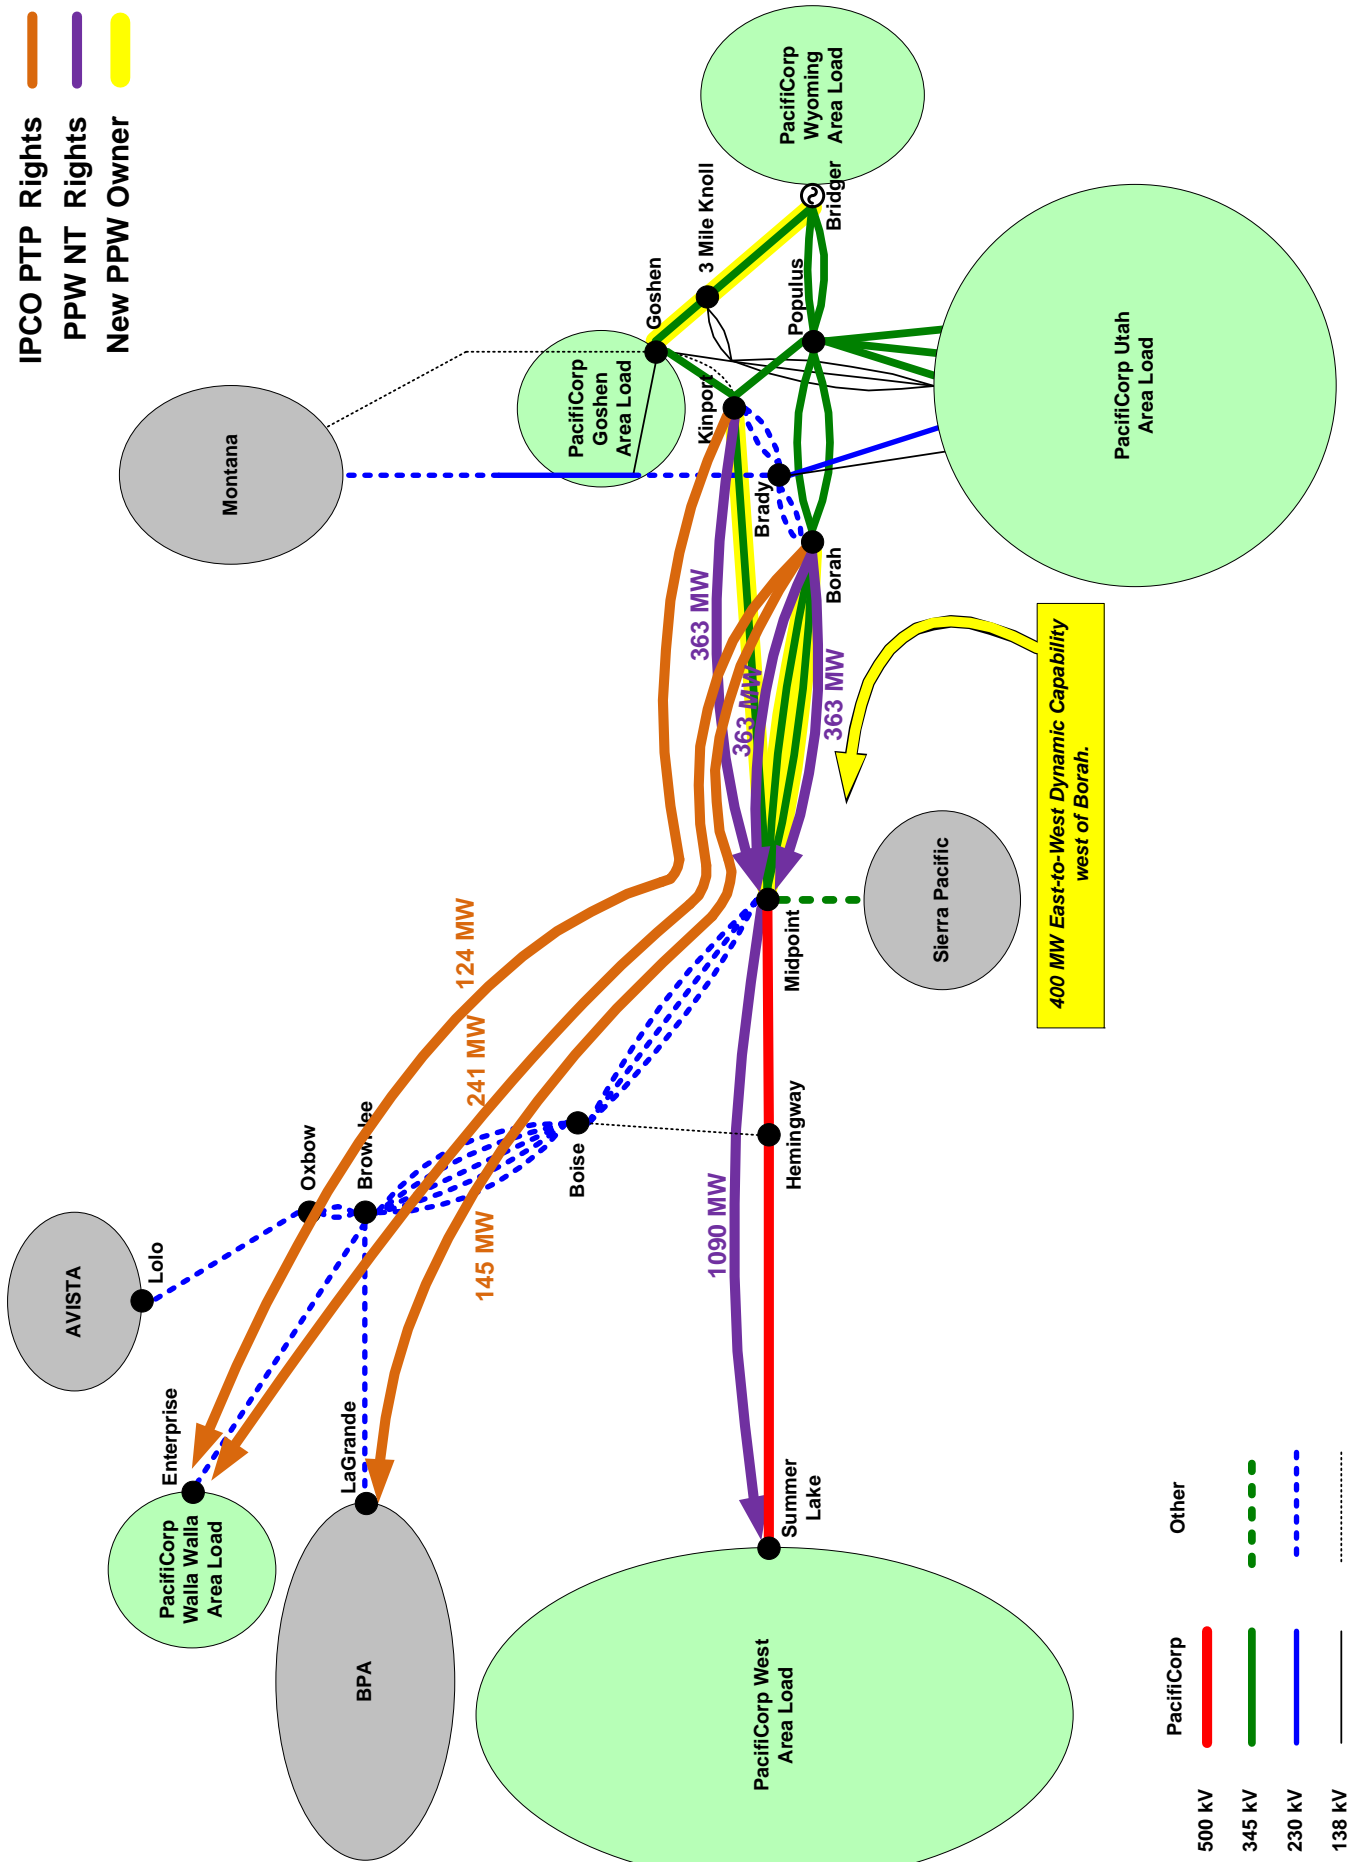 IPCO PTP Rights
PPW NT Rights
New PPW Owner
Montana
AVISTA
Lolo
Oxbow
Brownlee
Enterprise
PacifiCorp
Walla Walla
Area Load
LaGrande
BPA
124 MW
241 MW
145 MW
Boise
PacifiCorp
Goshen
Area Load
Goshen
3 Mile Knoll
PacifiCorp
Wyoming
Area Load
Bridger
Populus
Kinport
Brady
Borah
363 MW
363 MW
363 MW
PacifiCorp Utah
Area Load
Midpoint
Hemingway
1090 MW
Summer
Lake
PacifiCorp West
Area Load
Sierra Pacific
400 MW East-to-West Dynamic Capability
west of Borah.
PacifiCorp
Other
500 kV
345 kV
230 kV
138 kV